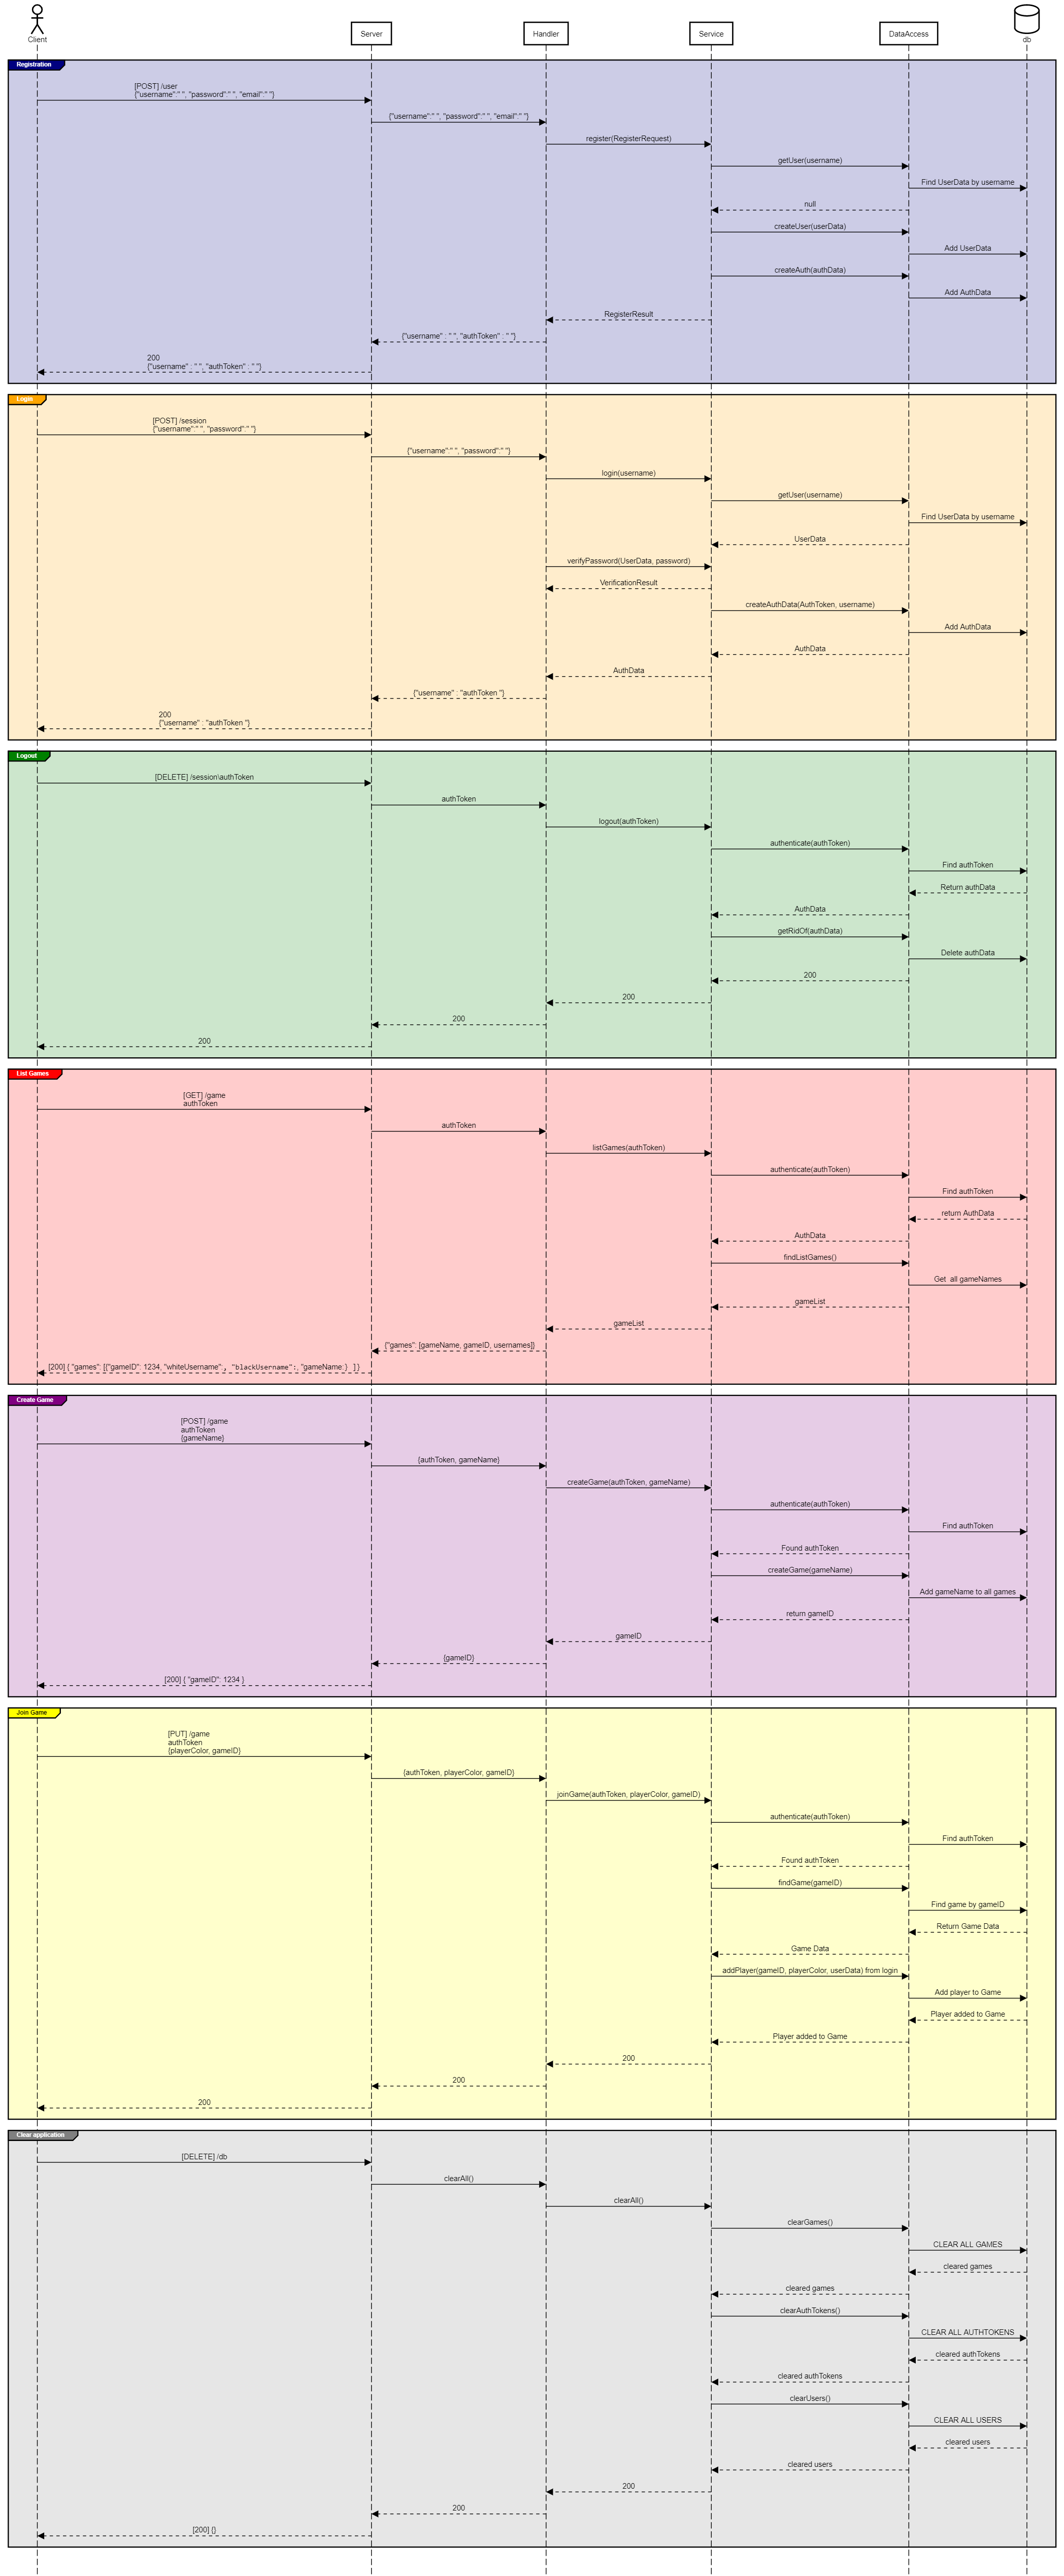 Client
Server
Handler
Service
DataAccess
db
Registration
[POST] /user
{"username":" ", "password":" ", "email":" "}
{"username":" ", "password":" ", "email":" "}
register(RegisterRequest)
getUser(username)
Find UserData by username
null
createUser(userData)
Add UserData
createAuth(authData)
Add AuthData
RegisterResult
{"username" : " ", "authToken" : " "}
200
{"username" : " ", "authToken" : " "}
Login
[POST] /session
{"username":" ", "password":" "}
{"username":" ", "password":" "}
login(username)
getUser(username)
Find UserData by username
UserData
verifyPassword(UserData, password)
VerificationResult
createAuthData(AuthToken, username)
Add AuthData
AuthData
AuthData
{"username" : "authToken "}
200
{"username" : "authToken "}
Logout
[DELETE] /session\authToken
authToken
logout(authToken)
authenticate(authToken)
Find authToken
Return authData
AuthData
getRidOf(authData)
Delete authData
200
200
200
200
List Games
[GET] /game
authToken
authToken
listGames(authToken)
authenticate(authToken)
Find authToken
return AuthData
AuthData
findListGames()
Get  all gameNames
gameList
gameList
{"games": [gameName, gameID, usernames]}
[200] { "games": [{"gameID": 1234, "whiteUsername":, "blackUsername":, "gameName:}  ] }
Create Game
[POST] /game
authToken
{gameName}
{authToken, gameName}
createGame(authToken, gameName)
authenticate(authToken)
Find authToken
Found authToken
createGame(gameName)
Add gameName to all games
return gameID
gameID
{gameID}
[200] { "gameID": 1234 }
Join Game
[PUT] /game
authToken
{playerColor, gameID}
{authToken, playerColor, gameID}
joinGame(authToken, playerColor, gameID)
authenticate(authToken)
Find authToken
Found authToken
findGame(gameID)
Find game by gameID
Return Game Data
Game Data
addPlayer(gameID, playerColor, userData) from login
Add player to Game
Player added to Game
Player added to Game
200
200
200
Clear application
[DELETE] /db
clearAll()
clearAll()
clearGames()
CLEAR ALL GAMES
cleared games
cleared games
clearAuthTokens()
CLEAR ALL AUTHTOKENS
cleared authTokens
cleared authTokens
clearUsers()
CLEAR ALL USERS
cleared users
cleared users
200
200
[200] {}